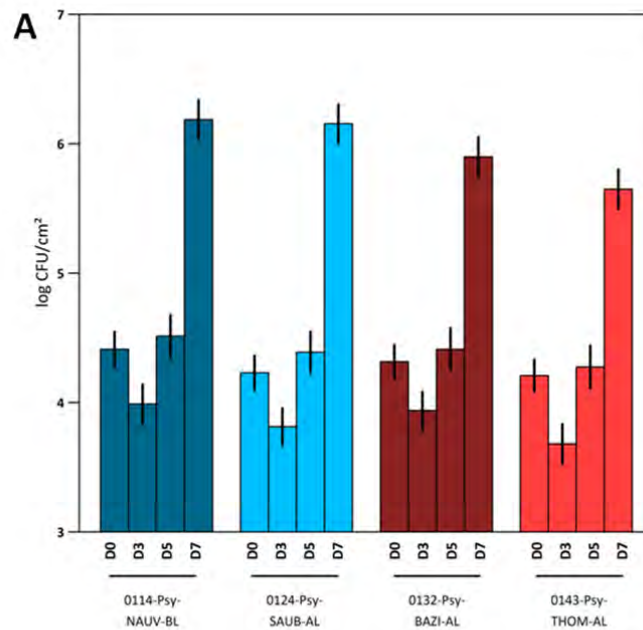 A
7
6
5
4
3
log CFU/cm²
D0 D3 D5 D7 D0 D3 D5 D7 D0 D3 D5 D7 D0 D3 D5 D7
0114-Psy- 0124-Psy- 0132-Psy- 0143-Psy-
NAUV-BL SAUB-AL BAZI-AL THOM-AL